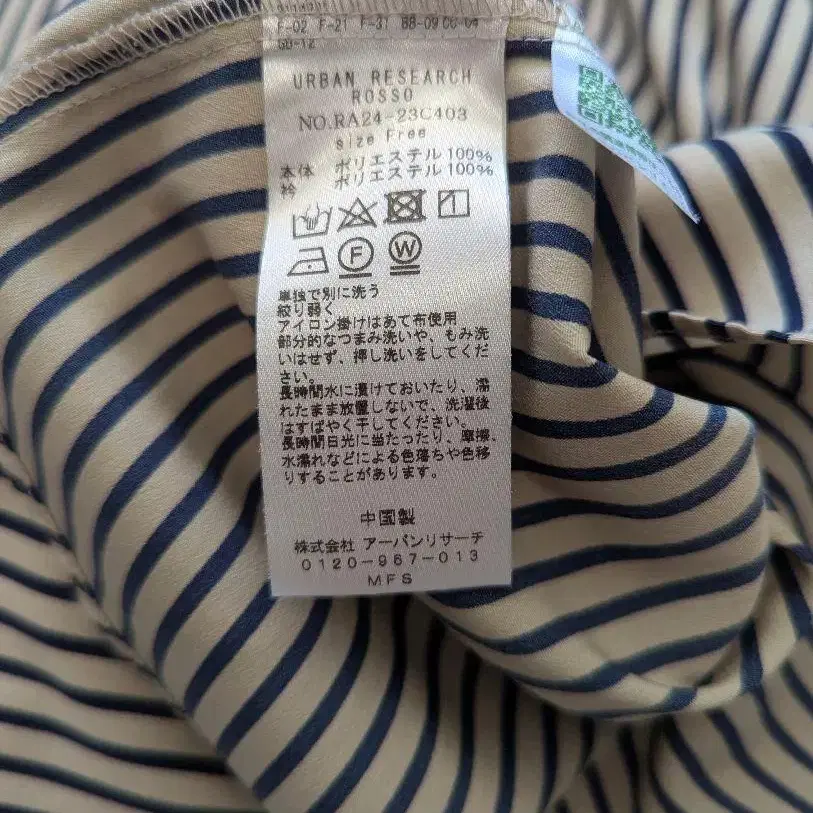 F-02 F-21 F-31 BB-09 CC-04
GG-12
URBAN RESEARCH
ROSSO
NO.RA24-23C403
size Free
本体 ポリエステル 100%
衿 ポリエステル 100%
F W
単独で別に洗う
絞り弱く
アイロン掛けはあて布使用
部分的なつまみ洗いや、もみ洗
いはせず、押し洗いをしてくだ
さい。
長時間水に漬けておいたり、濡
れたまま放置しないで、洗濯後
はすばやく干してください。
長時間日光に当たったり、摩擦、
水濡れなどによる色落ちや色移
りすることがあります。
中国製
株式会社 アーバンリサーチ
0120-967-013
MFS